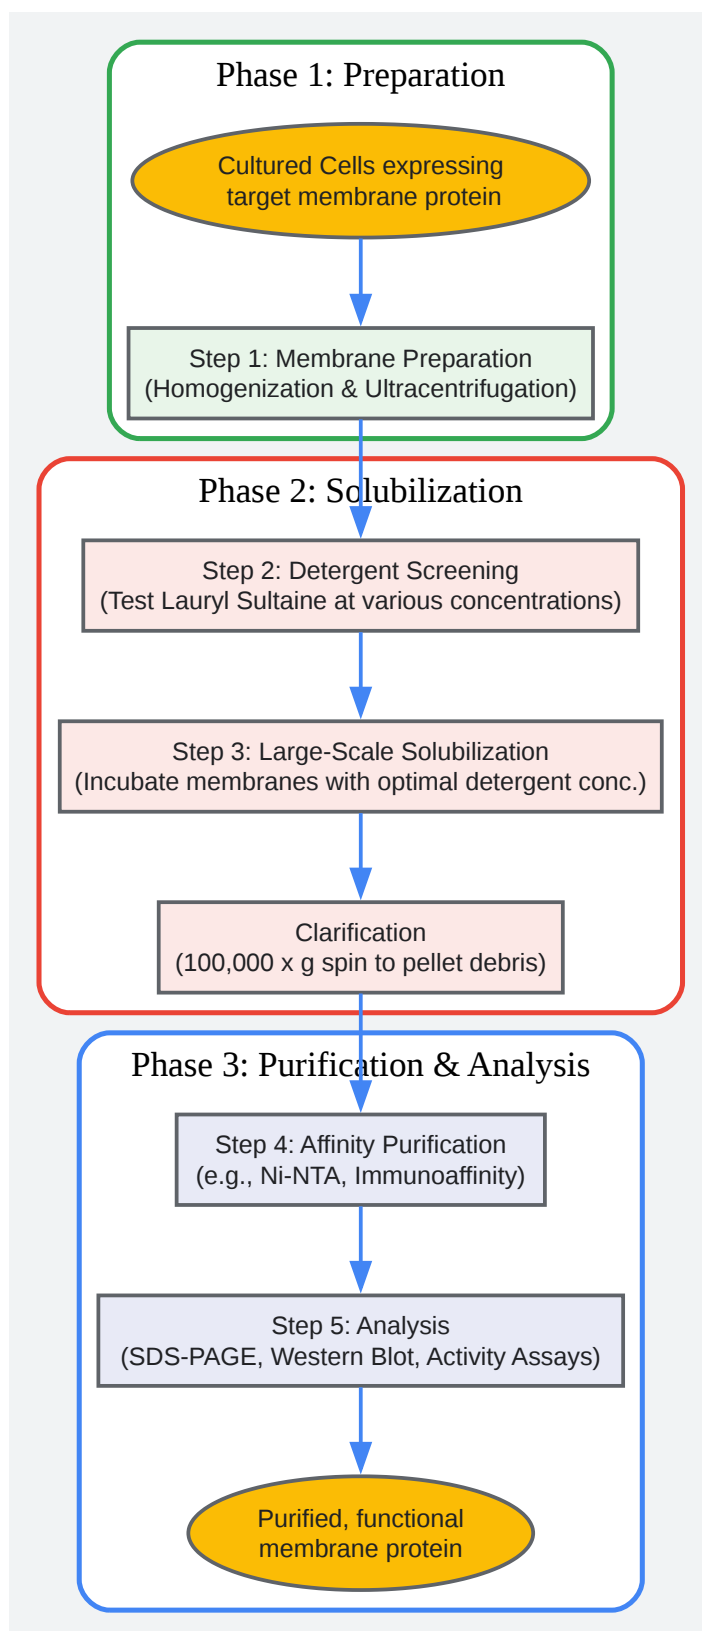 Phase 1: Preparation
Cultured Cells expressing
target membrane protein
Step 1: Membrane Preparation
(Homogenization & Ultracentrifugation)
Phase 2: Solubilization
Step 2: Detergent Screening
(Test Lauryl Sultaine at various concentrations)
Step 3: Large-Scale Solubilization
(Incubate membranes with optimal detergent conc.)
Clarification
(100,000 x g spin to pellet debris)
Phase 3: Purification & Analysis
Step 4: Affinity Purification
(e.g., Ni-NTA, Immunoaffinity)
Step 5: Analysis
(SDS-PAGE, Western Blot, Activity Assays)
Purified, functional
membrane protein